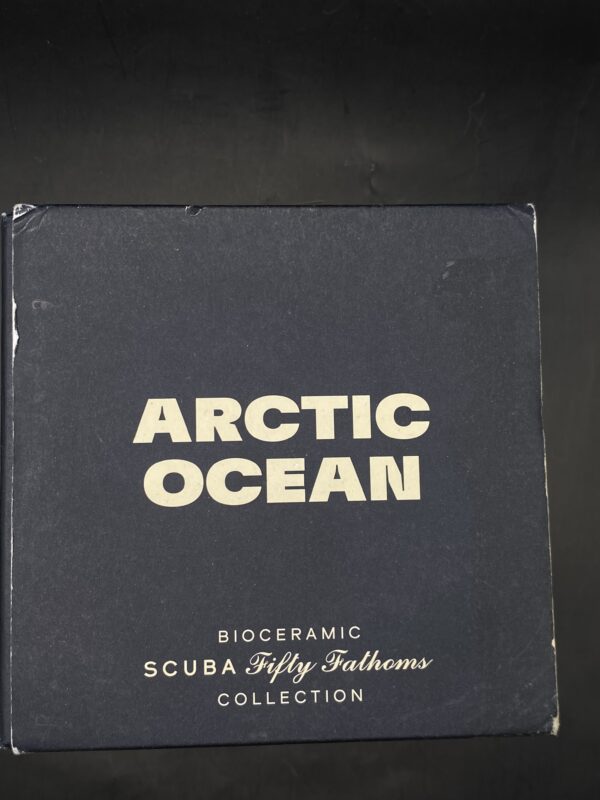 ARCTIC
OCEAN
BIOCERAMIC
SCUBA Fifty Fathoms
COLLECTION